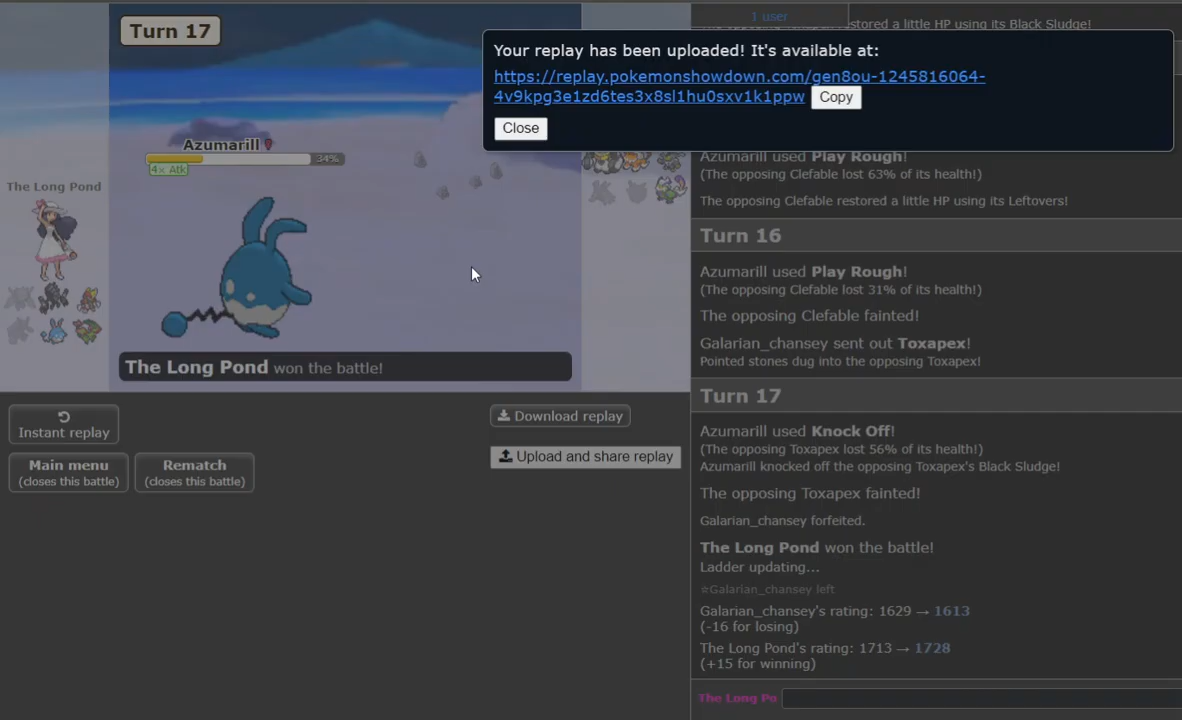 Turn 17
Azumarill
34%
4× Atk
The Long Pond
The Long Pond won the battle!
Instant replay
Main menu
(closes this battle)
Rematch
(closes this battle)
Download replay
Upload and share replay
1 user
restored a little HP using its Black Sludge!
Your replay has been uploaded! It's available at:
https://replay.pokemonshowdown.com/gen8ou-1245816064-
4v9kpg3e1zd6tes3x8sl1hu0sxv1k1ppw Copy
Close
Azumarill used Play Rough!
(The opposing Clefable lost 63% of its health!)
The opposing Clefable restored a little HP using its Leftovers!
Turn 16
Azumarill used Play Rough!
(The opposing Clefable lost 31% of its health!)
The opposing Clefable fainted!
Galarian_chansey sent out Toxapex!
Pointed stones dug into the opposing Toxapex!
Turn 17
Azumarill used Knock Off!
(The opposing Toxapex lost 56% of its health!)
Azumarill knocked off the opposing Toxapex's Black Sludge!
The opposing Toxapex fainted!
Galarian_chansey forfeited.
The Long Pond won the battle!
Ladder updating...
☆Galarian_chansey left
Galarian_chansey's rating: 1629 → 1613
(-16 for losing)
The Long Pond's rating: 1713 → 1728
(+15 for winning)
The Long Po